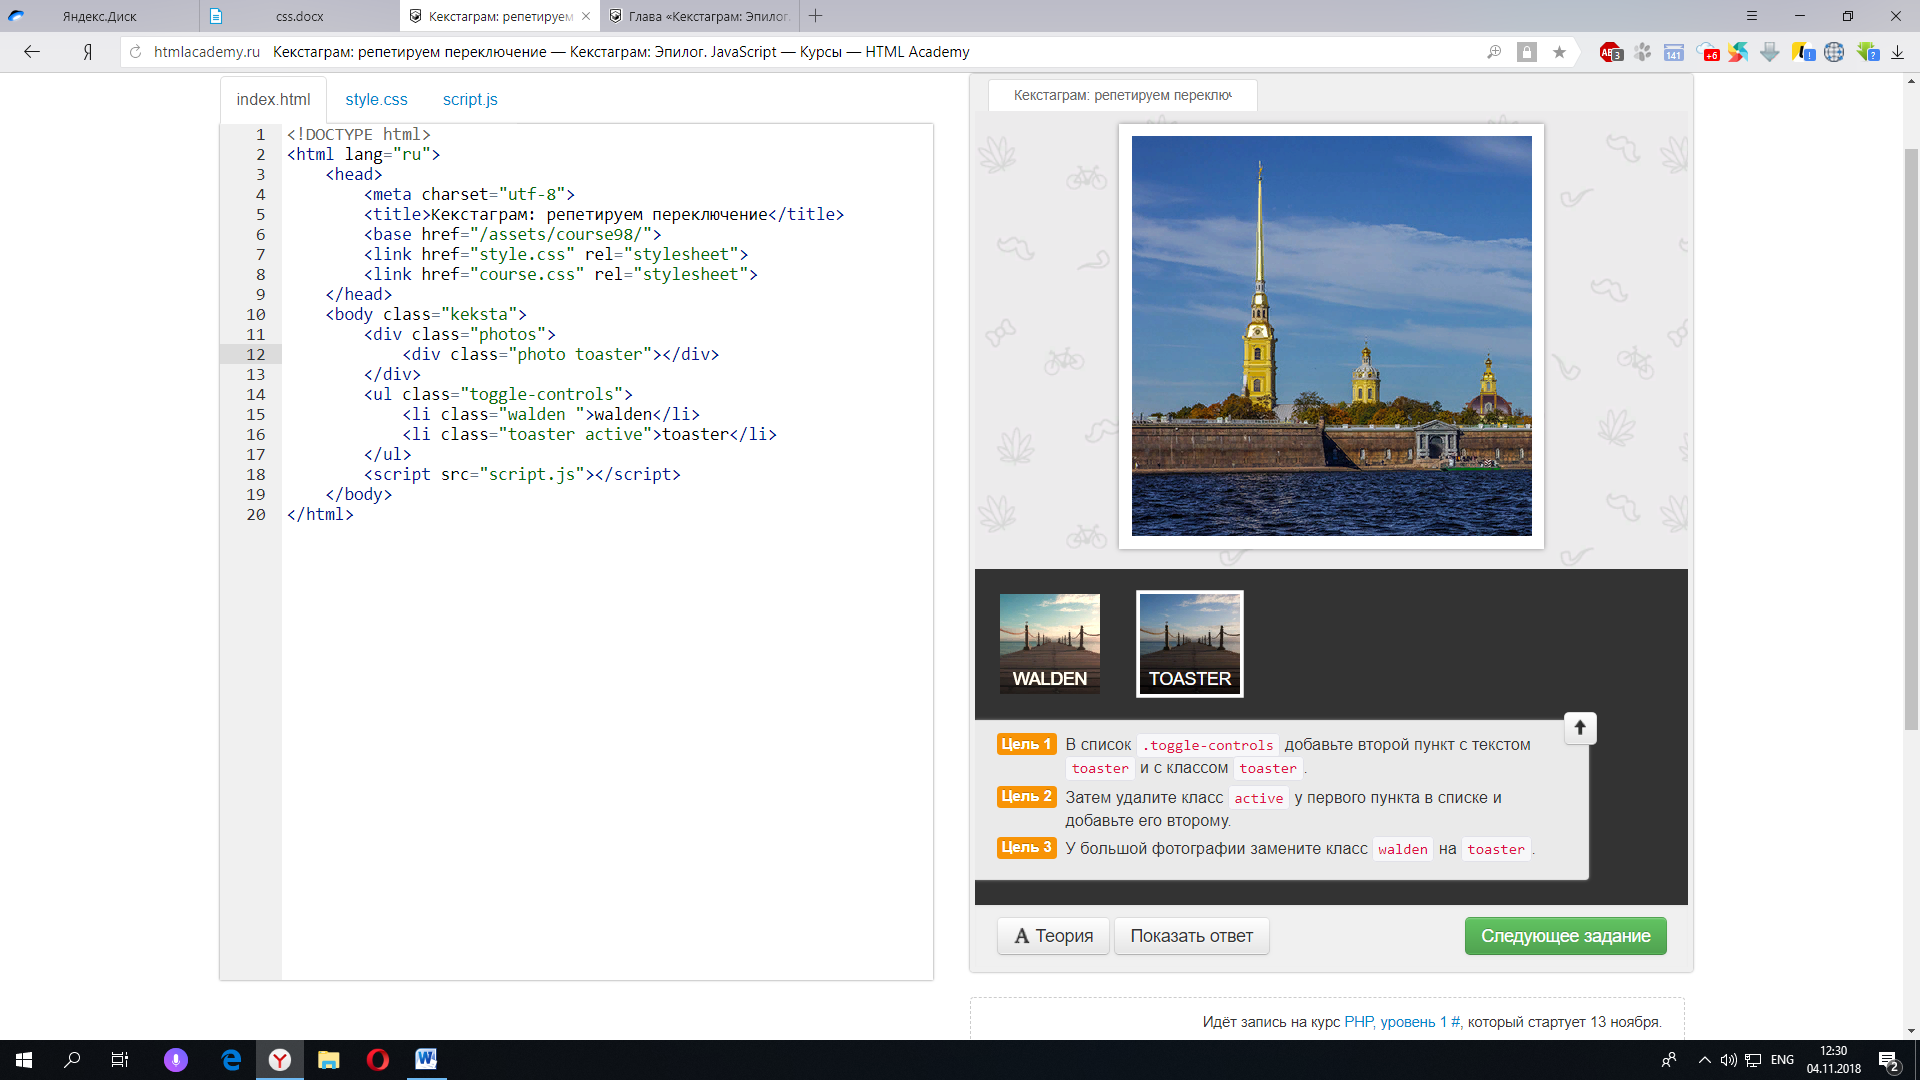 Яндекс.Диск
css.docx
Кекстаграм: репетируем
Глава «Кекстаграм: Эпилог.
Я
htmlacademy.ru Кекстаграм: репетируем переключение — Кекстаграм: Эпилог. JavaScript — Курсы — HTML Academy
3
141
+6
!
?
index.html style.css script.js
Кекстаграм: репетируем переключ
1 <!DOCTYPE html>
2 <html lang="ru">
3 <head>
4 <meta charset="utf-8">
5 <title>Кекстаграм: репетируем переключение</title>
6 <base href="/assets/course98/">
7 <link href="style.css" rel="stylesheet">
8 <link href="course.css" rel="stylesheet">
9 </head>
10 <body class="keksta">
11 <div class="photos">
12 <div class="photo toaster"></div>
13 </div>
14 <ul class="toggle-controls">
15 <li class="walden ">walden</li>
16 <li class="toaster active">toaster</li>
17 </ul>
18 <script src="script.js"></script>
19 </body>
20 </html>
WALDEN
TOASTER
Цель 1 В список .toggle-controls добавьте второй пункт с текстом
toaster и с классом toaster.
Цель 2 Затем удалите класс active у первого пункта в списке и
добавьте его второму.
Цель 3 У большой фотографии замените класс walden на toaster.
A Теория
Показать ответ
Следующее задание
Идёт запись на курс PHP, уровень 1 #, который стартует 13 ноября.
ENG
12:30
04.11.2018
2